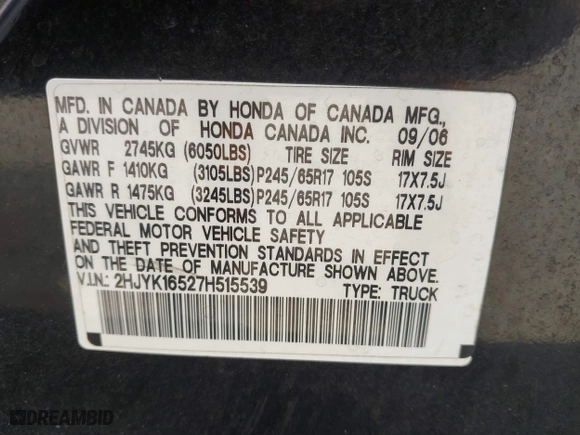 MFD. IN CANADA BY HONDA OF CANADA MFG.,
A DIVISION OF HONDA CANADA INC. 09/06
GVWR 2745KG (6050LBS) TIRE SIZE RIM SIZE
GAWR F 1410KG (3105LBS) P245/65R17 105S 17X7.5J
GAWR R 1475KG (3245LBS) P245/65R17 105S 17X7.5J
THIS VEHICLE CONFORMS TO ALL APPLICABLE
FEDERAL MOTOR VEHICLE SAFETY
AND THEFT PREVENTION STANDARDS IN EFFECT
ON THE DATE OF MANUFACTURE SHOWN ABOVE.
V.I.N.: 2HJYK16527H515539 TYPE: TRUCK
DREAMBID